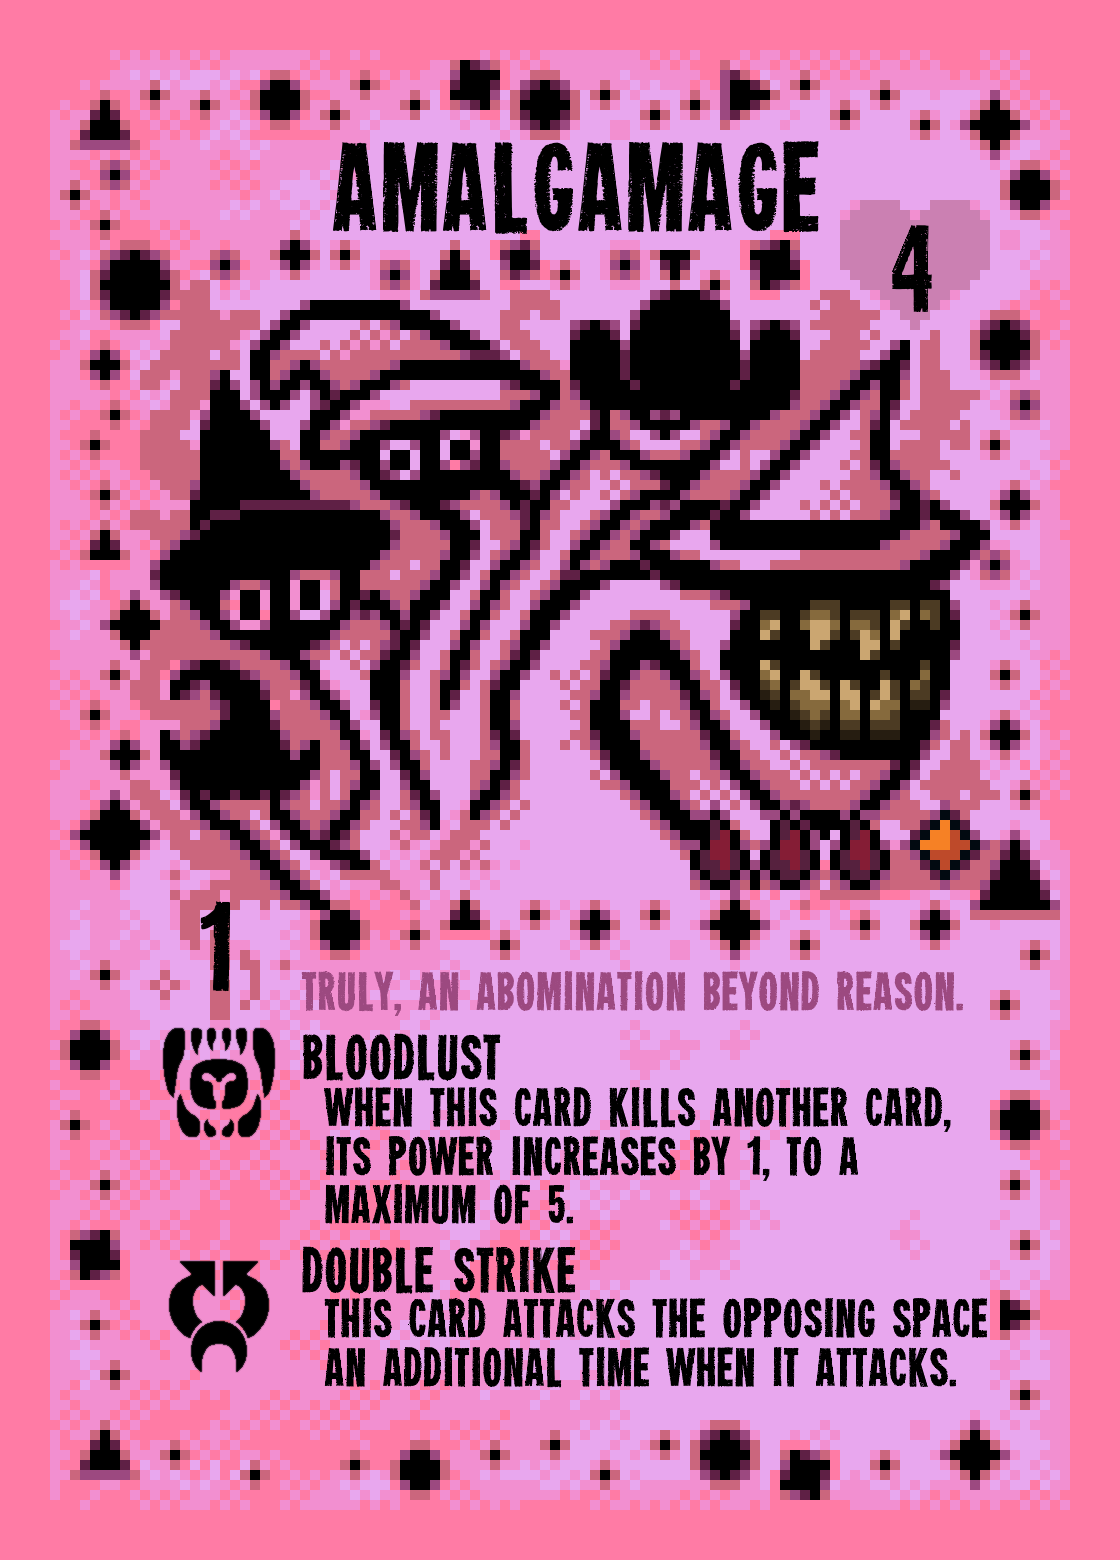 AMALGAMAGE
4
1
TRULY, AN ABOMINATION BEYOND REASON.
BLOODLUST
WHEN THIS CARD KILLS ANOTHER CARD,
ITS POWER INCREASES BY 1, TO A
MAXIMUM OF 5.
DOUBLE STRIKE
THIS CARD ATTACKS THE OPPOSING SPACE
AN ADDITIONAL TIME WHEN IT ATTACKS.